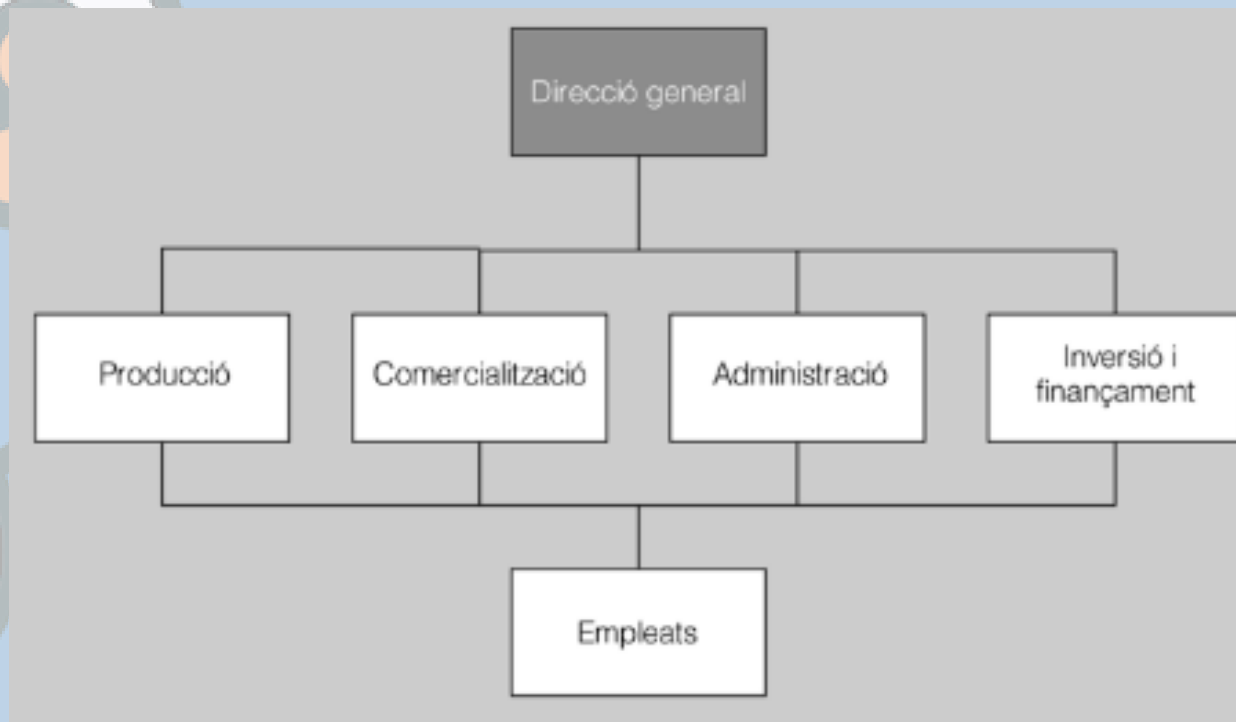 Direcció general
Producció
Comercialització
Administració
Inversió i
finançament
Empleats